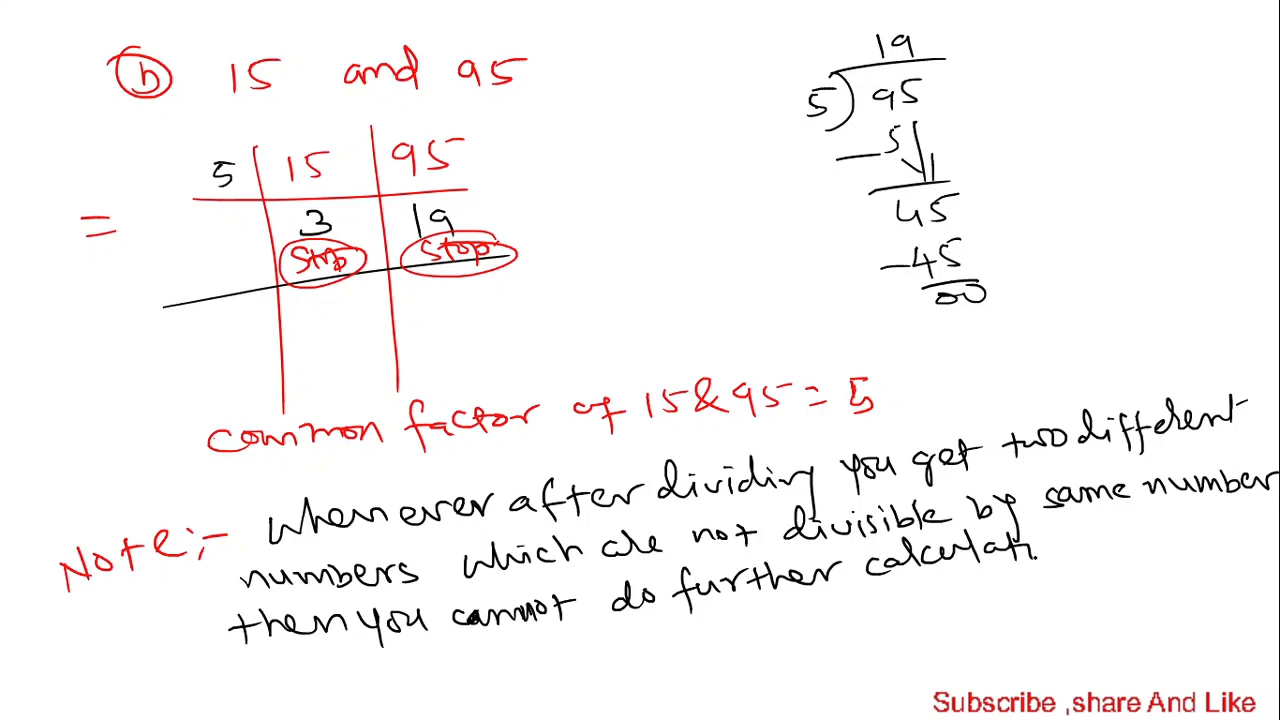 b 15 and 95
5 15 95
= 3 19
Stop Stop
19
5 ) 95
- 5
45
- 45
00
common factor of 15 & 95 = 5
Note :- whenever after dividing you get two different
numbers which are not divisible by same number
then you cannot do further calculati
Subscribe ,share And Like